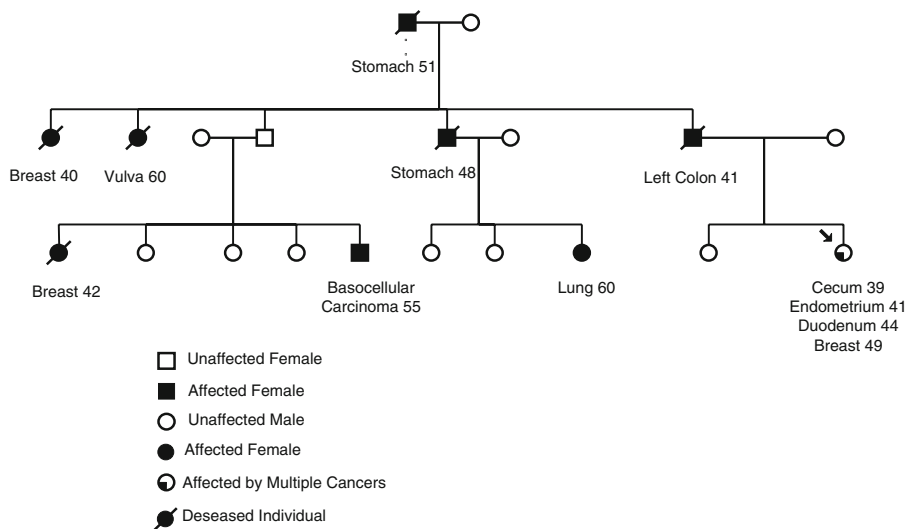 Stomach 51
Breast 40
Vulva 60
Stomach 48
Left Colon 41
Breast 42
Basocellular
Carcinoma 55
Lung 60
Cecum 39
Endometrium 41
Duodenum 44
Breast 49
Unaffected Female
Affected Female
Unaffected Male
Affected Female
Affected by Multiple Cancers
Deseased Individual